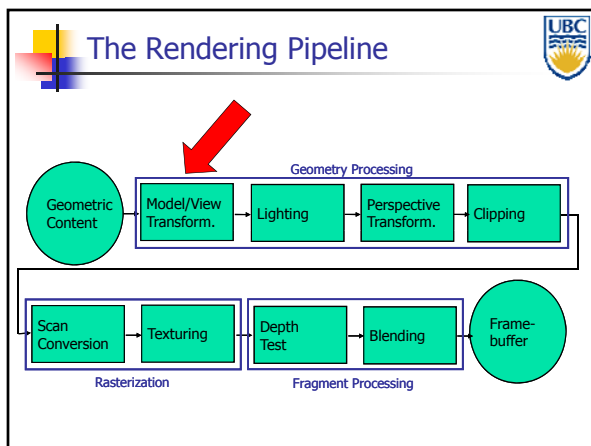 The Rendering Pipeline
UBC
Geometry Processing
Geometric
Content
Model/View
Transform.
Lighting
Perspective
Transform.
Clipping
Scan
Conversion
Texturing
Depth
Test
Blending
Frame-
buffer
Rasterization
Fragment Processing